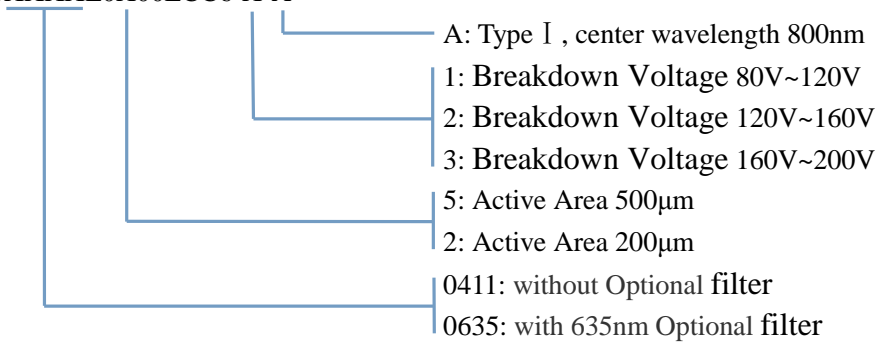 A: Type Ⅰ, center wavelength 800nm
1: Breakdown Voltage 80V~120V
2: Breakdown Voltage 120V~160V
3: Breakdown Voltage 160V~200V
5: Active Area 500μm
2: Active Area 200μm
0411: without Optional filter
0635: with 635nm Optional filter